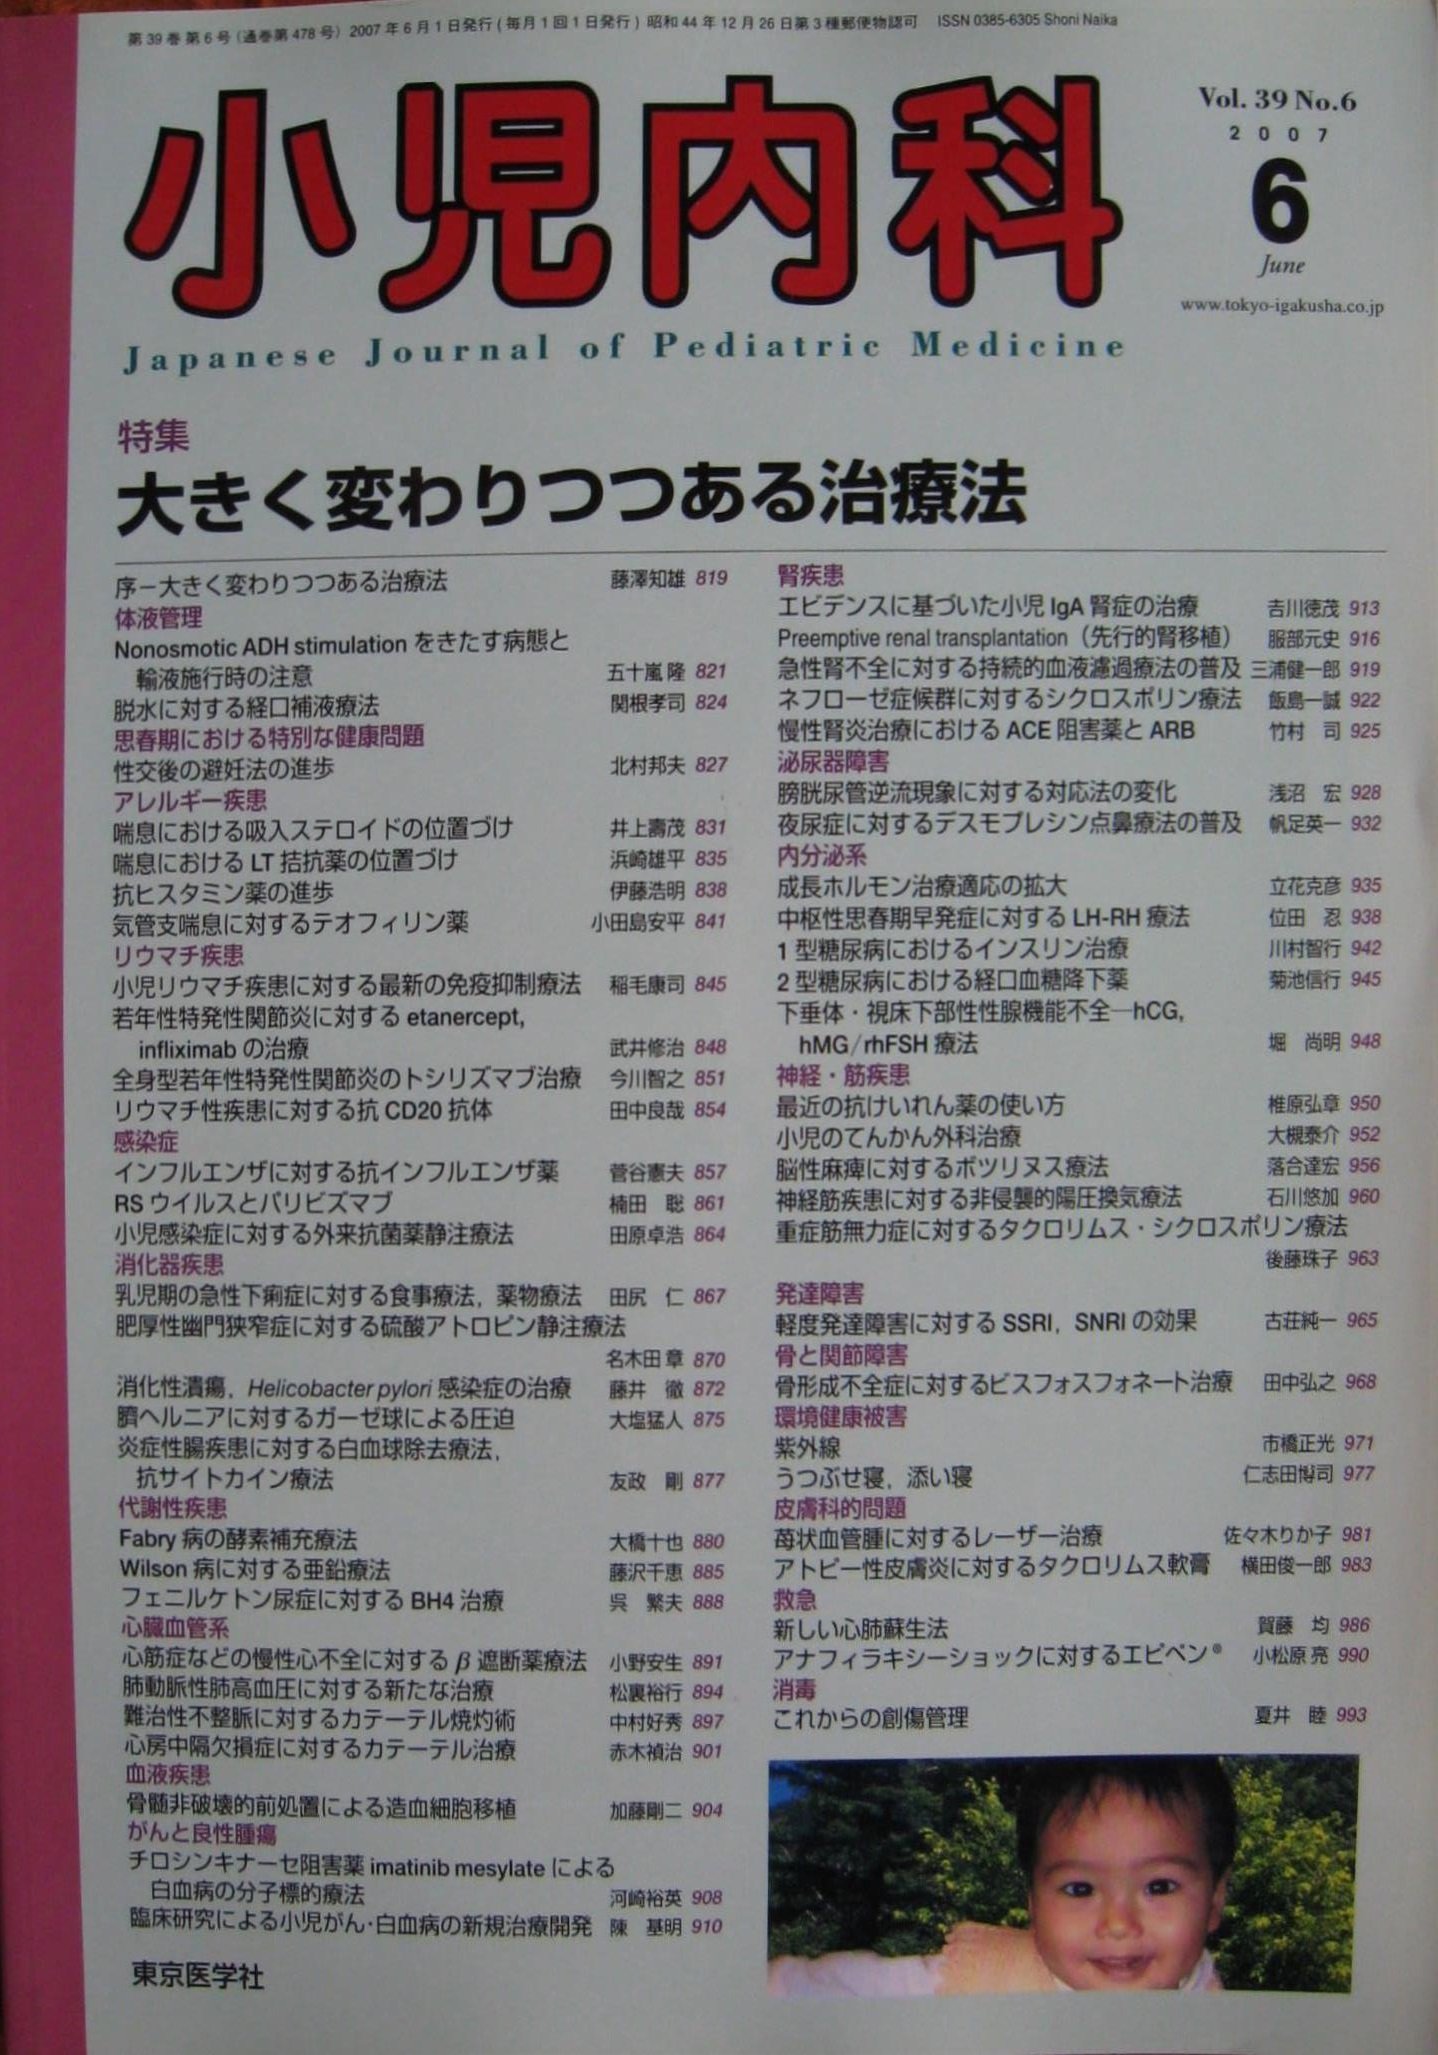 第39巻第6号（通巻第478号）2007年6月1日発行（毎月1回1日発行）昭和44年12月26日第3種郵便物認可 ISSN 0385-6305 Shoni Naika
小児内科
Vol. 39 No.6
2007
6
June
www.tokyo-igakusha.co.jp
Japanese Journal of Pediatric Medicine
特集
大きく変わりつつある治療法
序－大きく変わりつつある治療法 藤澤知雄 819
体液管理
Nonosmotic ADH stimulation をきたす病態と
輸液施行時の注意 五十嵐 隆 821
脱水に対する経口補液療法 関根孝司 824
思春期における特別な健康問題
性交後の避妊法の進歩 北村邦夫 827
アレルギー疾患
喘息における吸入ステロイドの位置づけ 井上壽茂 831
喘息における LT 拮抗薬の位置づけ 浜崎雄平 835
抗ヒスタミン薬の進歩 伊藤浩明 838
気管支喘息に対するテオフィリン薬 小田島安平 841
リウマチ疾患
小児リウマチ疾患に対する最新の免疫抑制療法 稲毛康司 845
若年性特発性関節炎に対する etanercept,
infliximab の治療 武井修治 848
全身型若年性特発性関節炎のトシリズマブ治療 今川智之 851
リウマチ性疾患に対する抗 CD20 抗体 田中良哉 854
感染症
インフルエンザに対する抗インフルエンザ薬 菅谷憲夫 857
RS ウイルスとパリビズマブ 楠田 聡 861
小児感染症に対する外来抗菌薬静注療法 田原卓浩 864
消化器疾患
乳児期の急性下痢症に対する食事療法，薬物療法 田尻 仁 867
肥厚性幽門狭窄症に対する硫酸アトロピン静注療法
名木田 章 870
消化性潰瘍，Helicobacter pylori 感染症の治療 藤井 徹 872
臍ヘルニアに対するガーゼ球による圧迫 大塩猛人 875
炎症性腸疾患に対する白血球除去療法，
抗サイトカイン療法 友政 剛 877
代謝性疾患
Fabry 病の酵素補充療法 大橋十也 880
Wilson 病に対する亜鉛療法 藤沢千恵 885
フェニルケトン尿症に対する BH4 治療 呉 繁夫 888
心臓血管系
心筋症などの慢性心不全に対する β 遮断薬療法 小野安生 891
肺動脈性肺高血圧に対する新たな治療 松裏裕行 894
難治性不整脈に対するカテーテル焼灼術 中村好秀 897
心房中隔欠損症に対するカテーテル治療 赤木禎治 901
血液疾患
骨髄非破壊的前処置による造血細胞移植 加藤剛二 904
がんと良性腫瘍
チロシンキナーゼ阻害薬 imatinib mesylate による
白血病の分子標的療法 河崎裕英 908
臨床研究による小児がん・白血病の新規治療開発 陳 基明 910
東京医学社
腎疾患
エビデンスに基づいた小児 IgA 腎症の治療 吉川徳茂 913
Preemptive renal transplantation（先行的腎移植） 服部元史 916
急性腎不全に対する持続的血液濾過療法の普及 三浦健一郎 919
ネフローゼ症候群に対するシクロスポリン療法 飯島一誠 922
慢性腎炎治療における ACE 阻害薬と ARB 竹村 司 925
泌尿器障害
膀胱尿管逆流現象に対する対応法の変化 浅沼 宏 928
夜尿症に対するデスモプレシン点鼻療法の普及 帆足英一 932
内分泌系
成長ホルモン治療適応の拡大 立花克彦 935
中枢性思春期早発症に対する LH-RH 療法 位田 忍 938
1 型糖尿病におけるインスリン治療 川村智行 942
2 型糖尿病における経口血糖降下薬 菊池信行 945
下垂体・視床下部性性腺機能不全―hCG,
hMG/rhFSH 療法 堀 尚明 948
神経・筋疾患
最近の抗けいれん薬の使い方 椎原弘章 950
小児のてんかん外科治療 大槻泰介 952
脳性麻痺に対するボツリヌス療法 落合達宏 956
神経筋疾患に対する非侵襲的陽圧換気療法 石川悠加 960
重症筋無力症に対するタクロリムス・シクロスポリン療法
後藤珠子 963
発達障害
軽度発達障害に対する SSRI，SNRI の効果 古荘純一 965
骨と関節障害
骨形成不全症に対するビスフォスフォネート治療 田中弘之 968
環境健康被害
紫外線 市橋正光 971
うつぶせ寝，添い寝 仁志田博司 977
皮膚科的問題
苺状血管腫に対するレーザー治療 佐々木りか子 981
アトピー性皮膚炎に対するタクロリムス軟膏 横田俊一郎 983
救急
新しい心肺蘇生法 賀藤 均 986
アナフィラキシーショックに対するエピペン® 小松原 亮 990
消毒
これからの創傷管理 夏井 睦 993